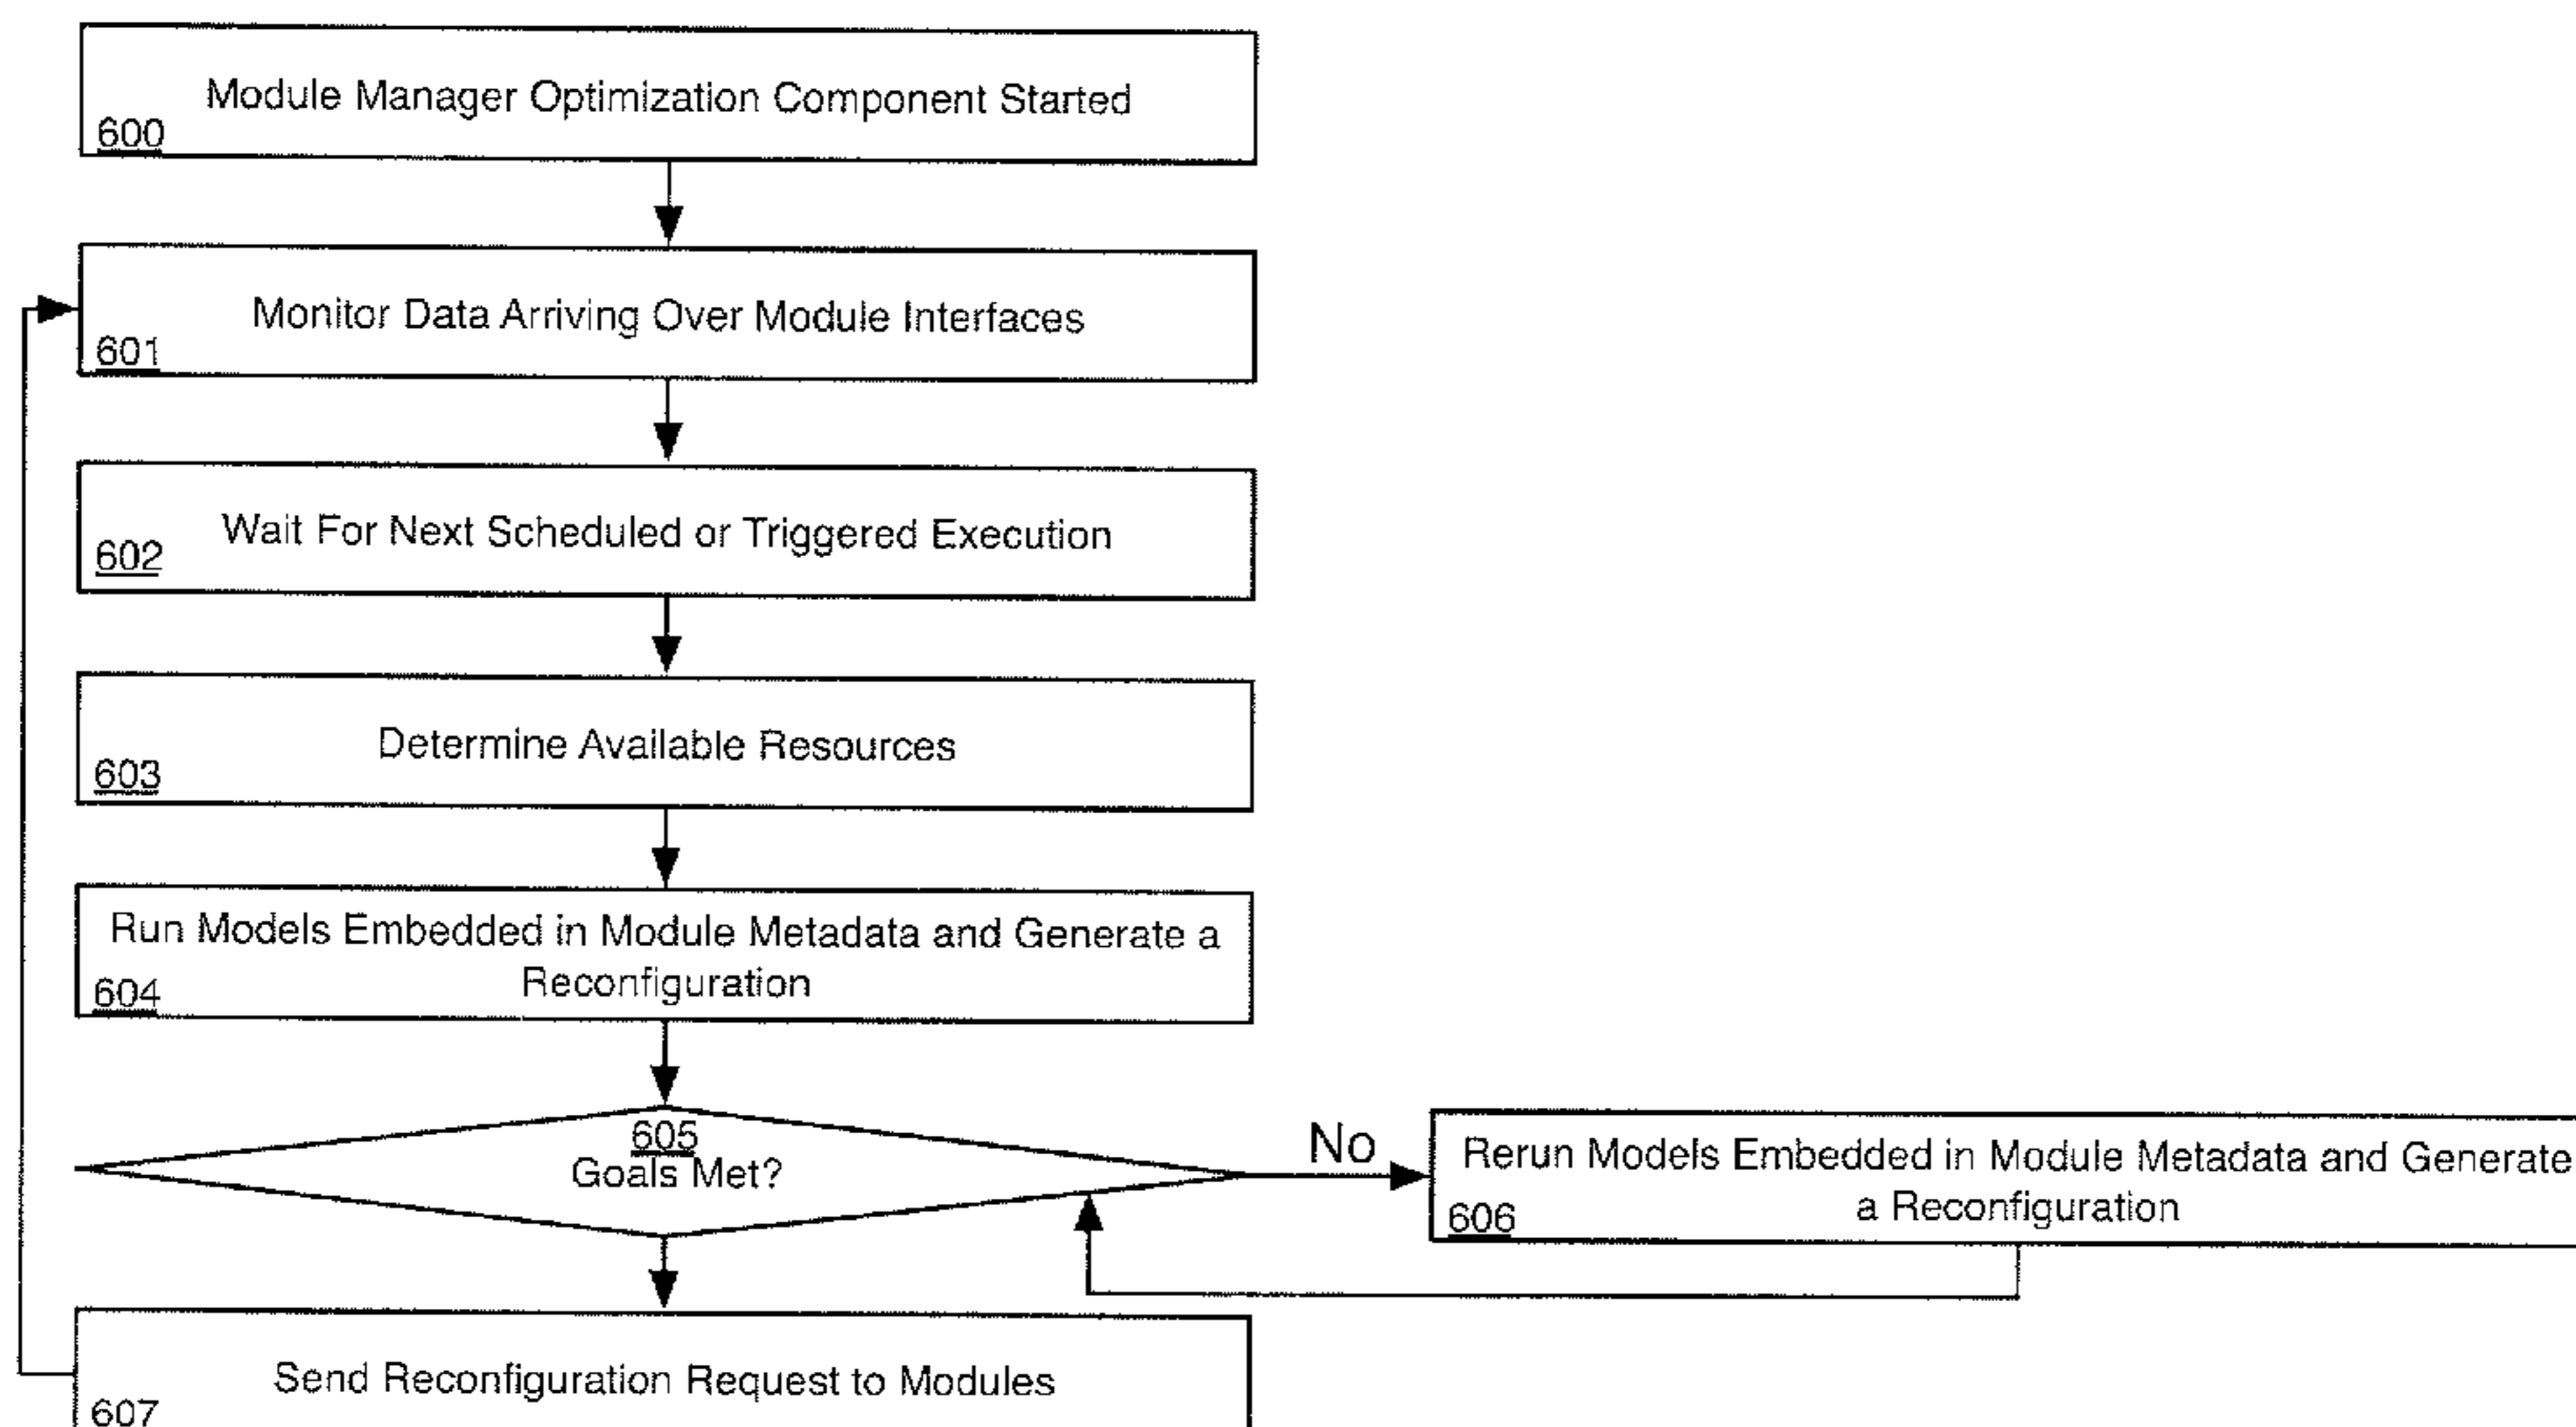 Module Manager Optimization Component Started
600
Monitor Data Arriving Over Module Interfaces
601
Wait For Next Scheduled or Triggered Execution
602
Determine Available Resources
603
Run Models Embedded in Module Metadata and Generate a
Reconfiguration
604
605
Goals Met?
No
Rerun Models Embedded in Module Metadata and Generate
a Reconfiguration
606
Send Reconfiguration Request to Modules
607